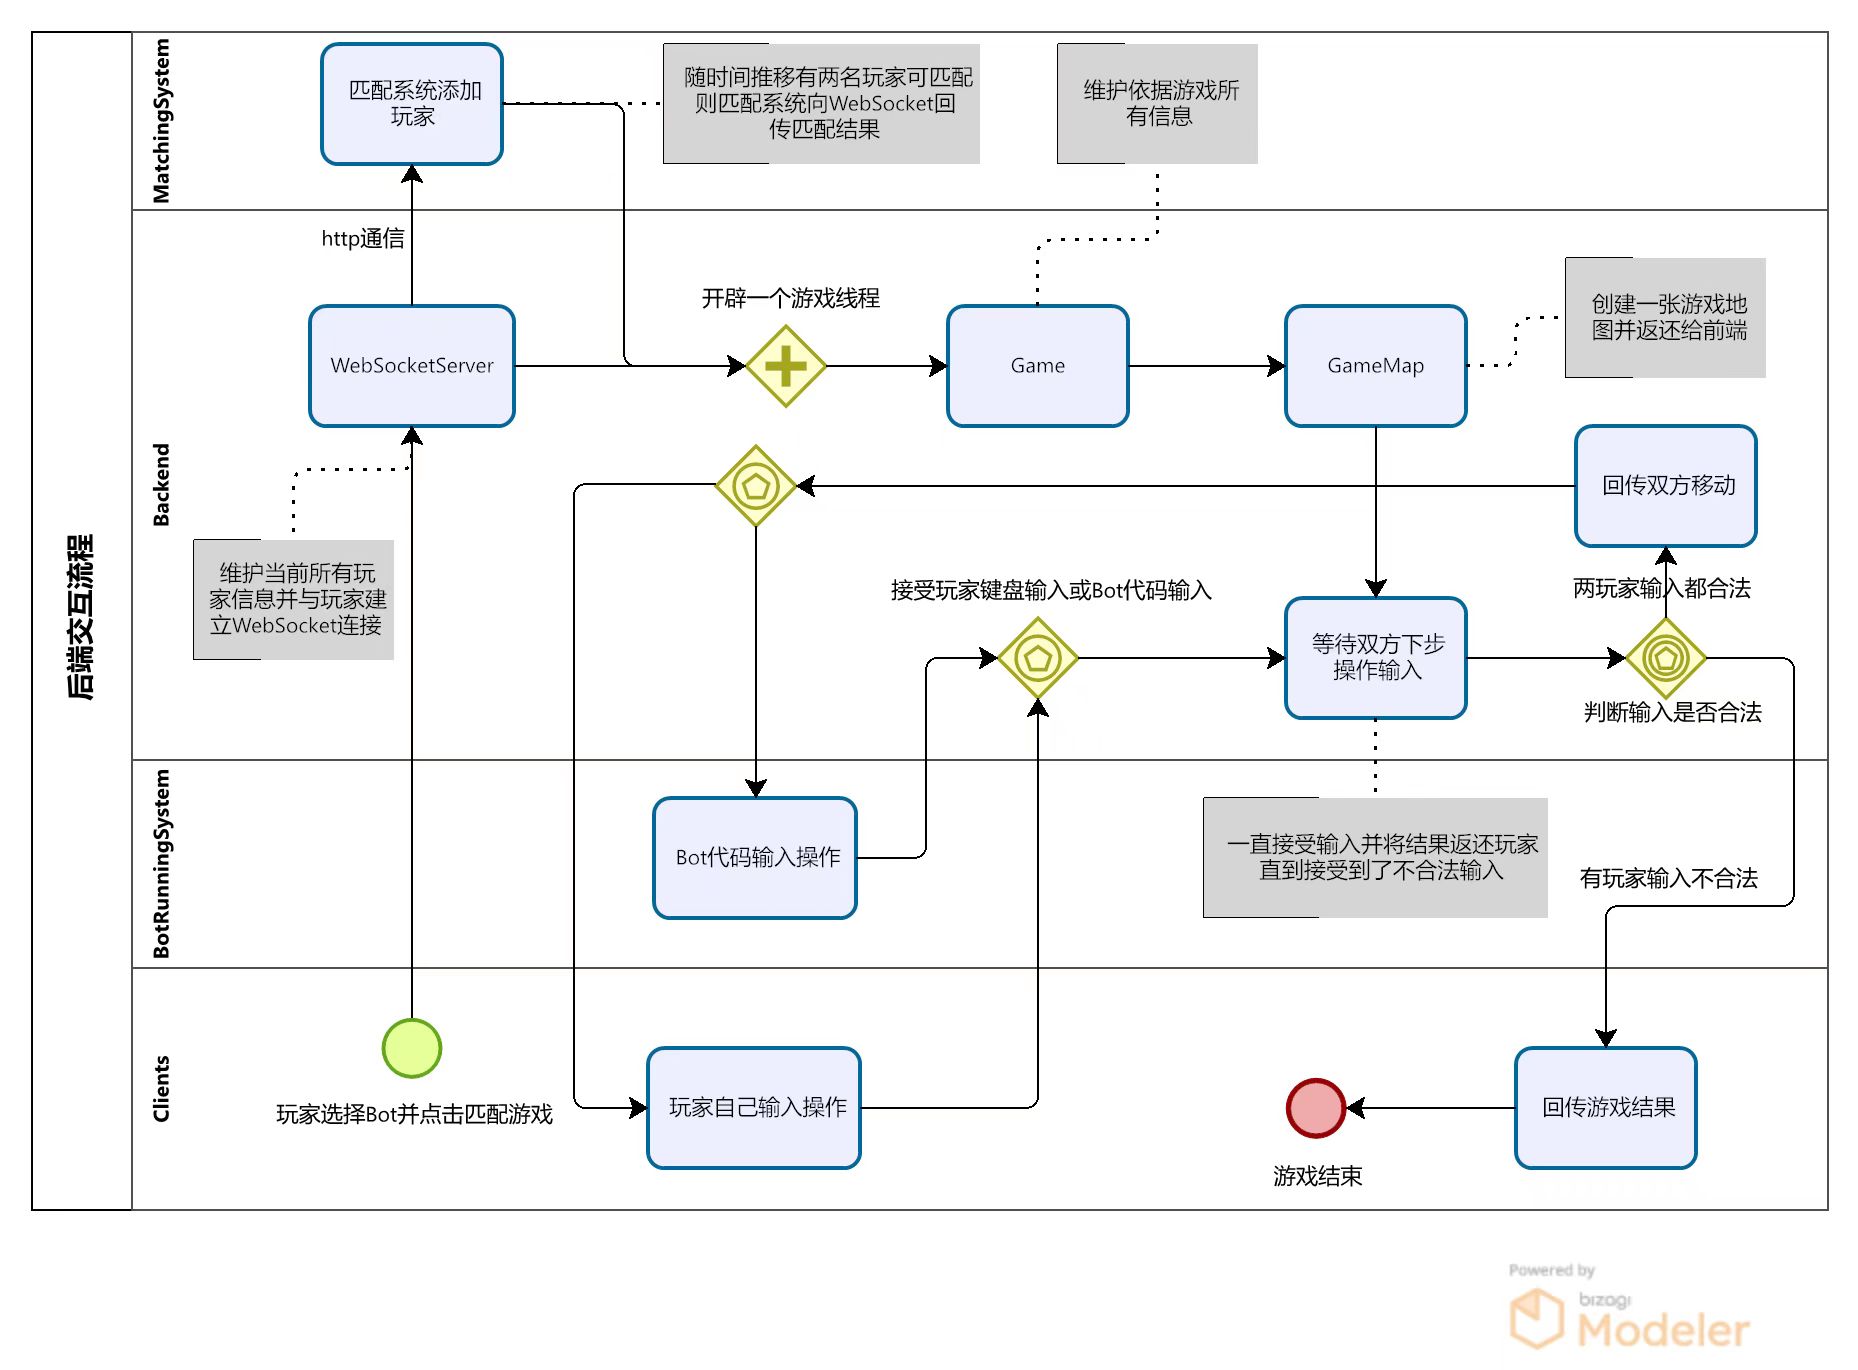 后端交互流程
MatchingSystem
匹配系统添加
玩家
随时间推移有两名玩家可匹配
则匹配系统向WebSocket回
传匹配结果
维护依据游戏所
有信息
Backend
http通信
WebSocketServer
开辟一个游戏线程
Game
GameMap
创建一张游戏地
图并返还给前端
回传双方移动
维护当前所有玩
家信息并与玩家建
立WebSocket连接
接受玩家键盘输入或Bot代码输入
等待双方下步
操作输入
两玩家输入都合法
判断输入是否合法
BotRunningSystem
Bot代码输入操作
一直接受输入并将结果返还玩家
直到接受到了不合法输入
有玩家输入不合法
Clients
玩家选择Bot并点击匹配游戏
玩家自己输入操作
游戏结束
回传游戏结果
Powered by
bizagi
Modeler